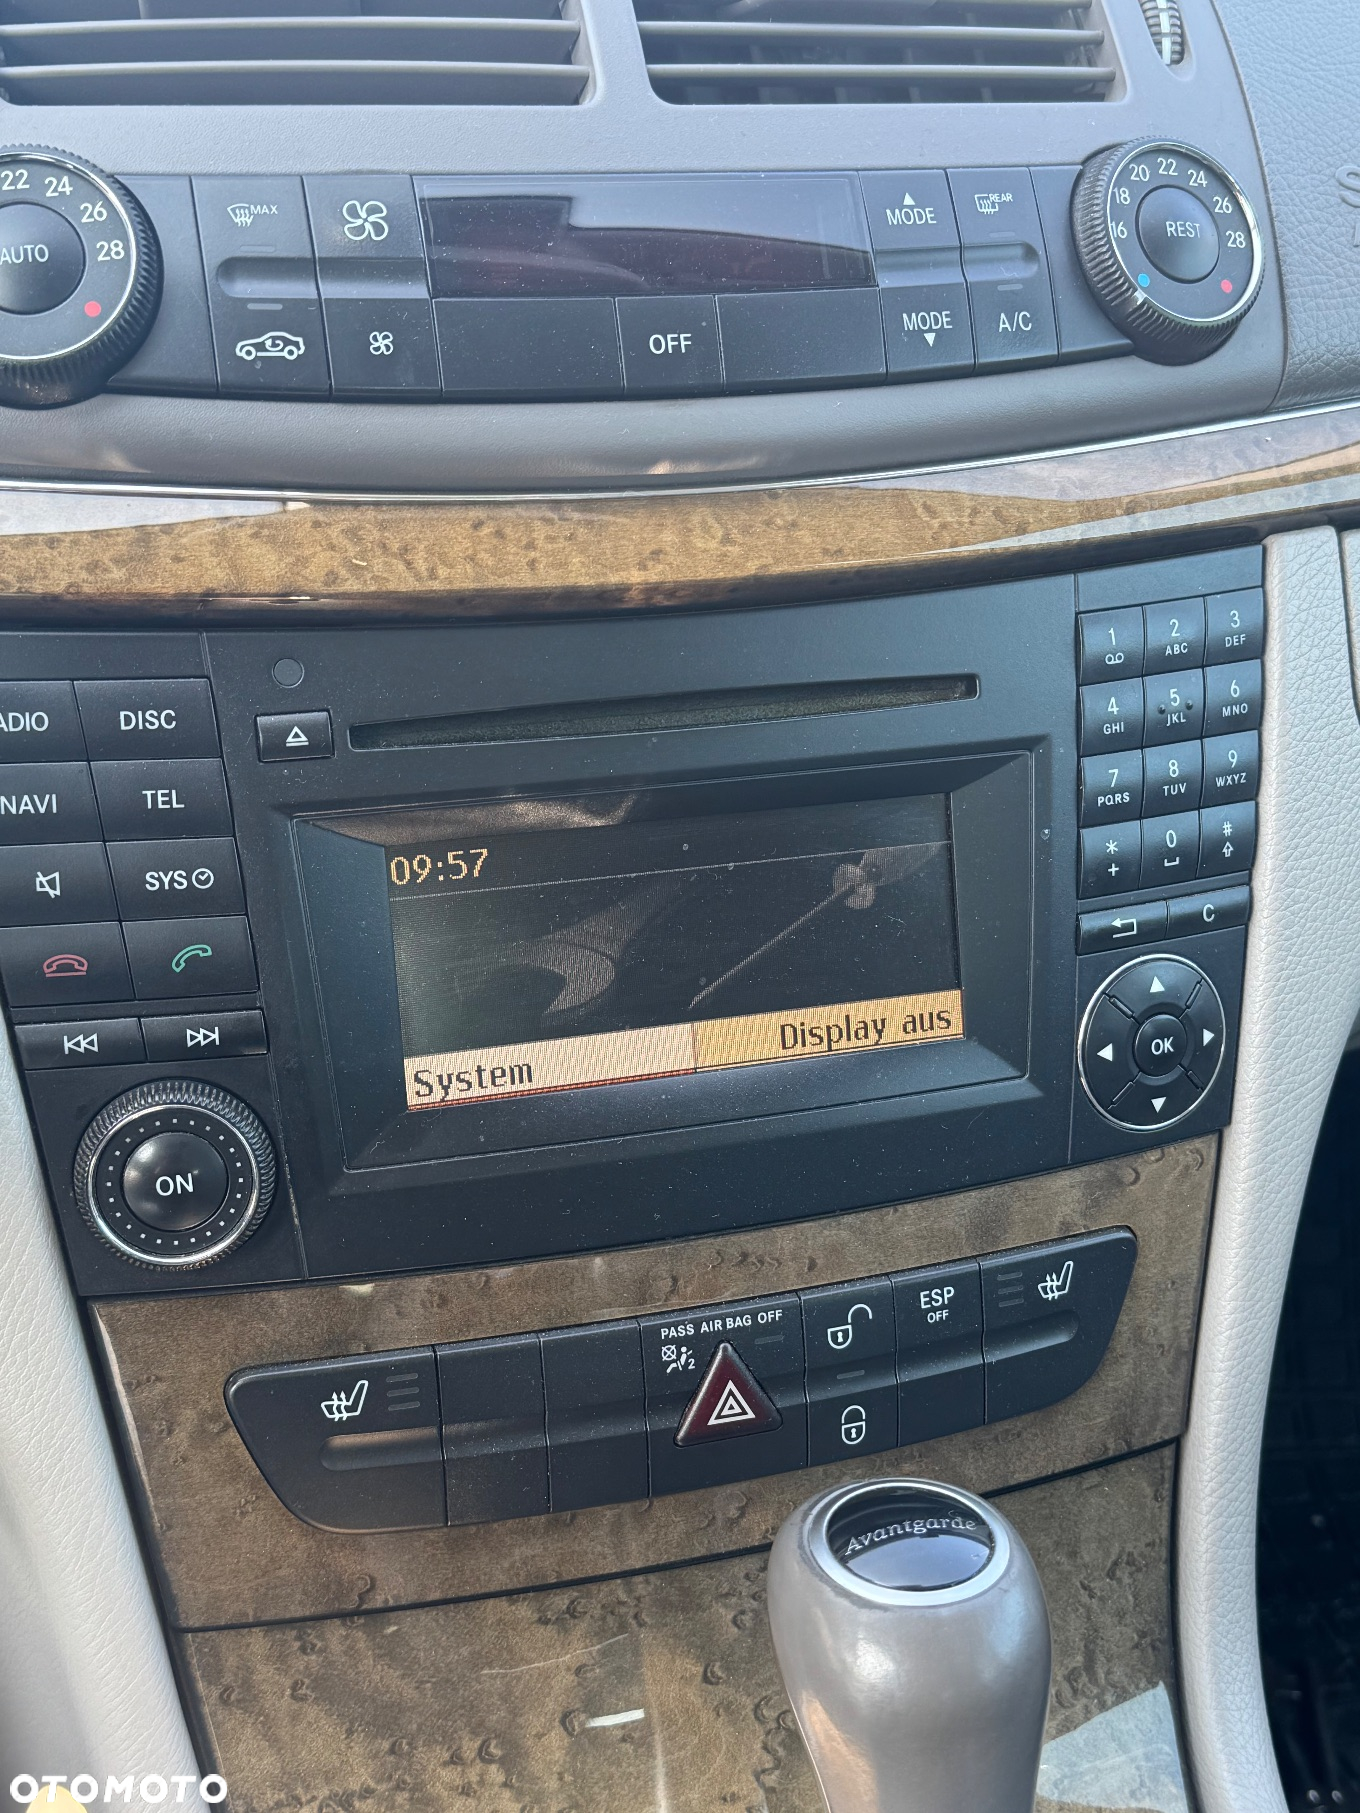 22 24 26 28
AUTO
MAX
OFF
MODE
MODE
REAR
A/C
16 18 20 22 24 26 28
REST
ADIO
DISC
NAVI
TEL
SYS
ON
09:57
System
Display aus
1
2 ABC
3 DEF
4 GHI
5 JKL
6 MNO
7 PQRS
8 TUV
9 WXYZ
* +
0
#
C
OK
PASS AIR BAG OFF
2
ESP
OFF
Avantgarde
OTOMOTO